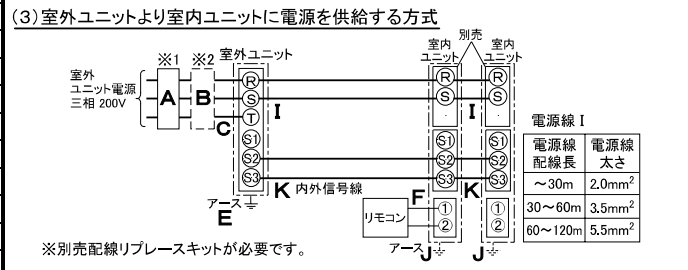 (3)室外ユニットより室内ユニットに電源を供給する方式
※1 ※2 室外ユニット
別売
室内ユニット
室内ユニット
室外
ユニット電源
三相 200V
A B C
R
S
T
S1
S2
S3
I
R
S
S1
S2
S3
I
R
S
S1
S2
S3
K 内外信号線
K
アース
E
F
リモコン
①
②
①
②
アース J
J
電源線 I
電源線配線長 電源線太さ
～30m 2.0mm²
30～60m 3.5mm²
60～120m 5.5mm²
※別売配線リプレースキットが必要です。